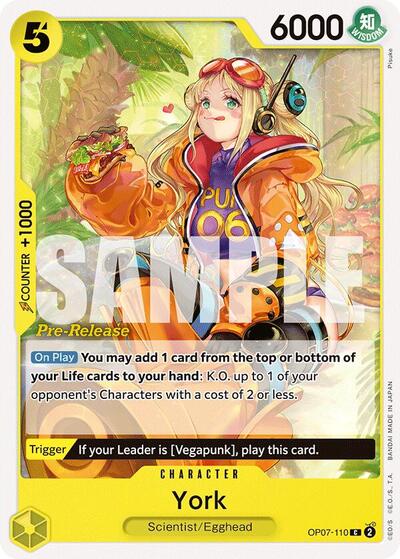 5
6000
知
WISDOM
Pisuke
COUNTER +1000
PUNK
06
SAMPLE
Pre-Release
On Play You may add 1 card from the top or bottom of
your Life cards to your hand: K.O. up to 1 of your
opponent's Characters with a cost of 2 or less.
Trigger If your Leader is [Vegapunk], play this card.
CHARACTER
York
Scientist/Egghead
OP07-110 C 2
©E.O./S. ©E.O./S., T.A. BANDAI MADE IN JAPAN